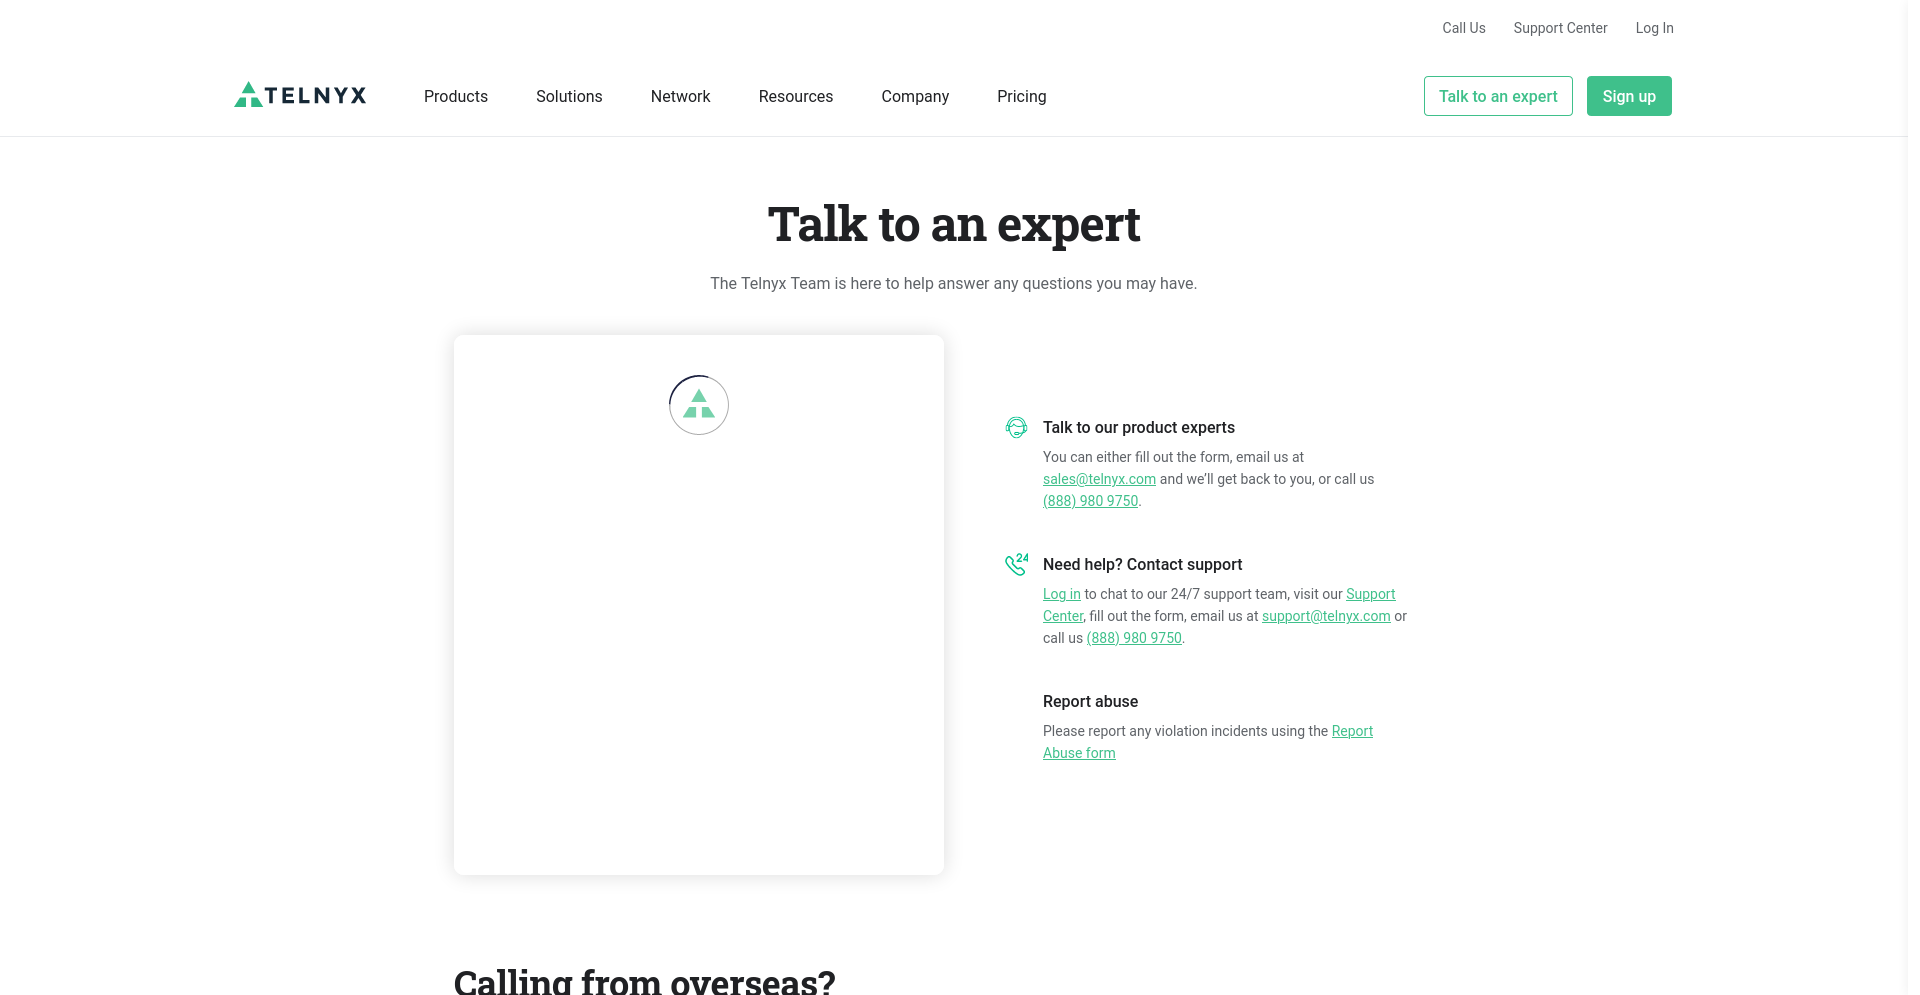 Call Us Support Center Log In
TELNYX Products Solutions Network Resources Company Pricing Talk to an expert Sign up
Talk to an expert
The Telnyx Team is here to help answer any questions you may have.
Talk to our product experts
You can either fill out the form, email us at
sales@telnyx.com and we’ll get back to you, or call us
(888) 980 9750.
24
Need help? Contact support
Log in to chat to our 24/7 support team, visit our Support
Center, fill out the form, email us at support@telnyx.com or
call us (888) 980 9750.
Report abuse
Please report any violation incidents using the Report
Abuse form
Calling from overseas?